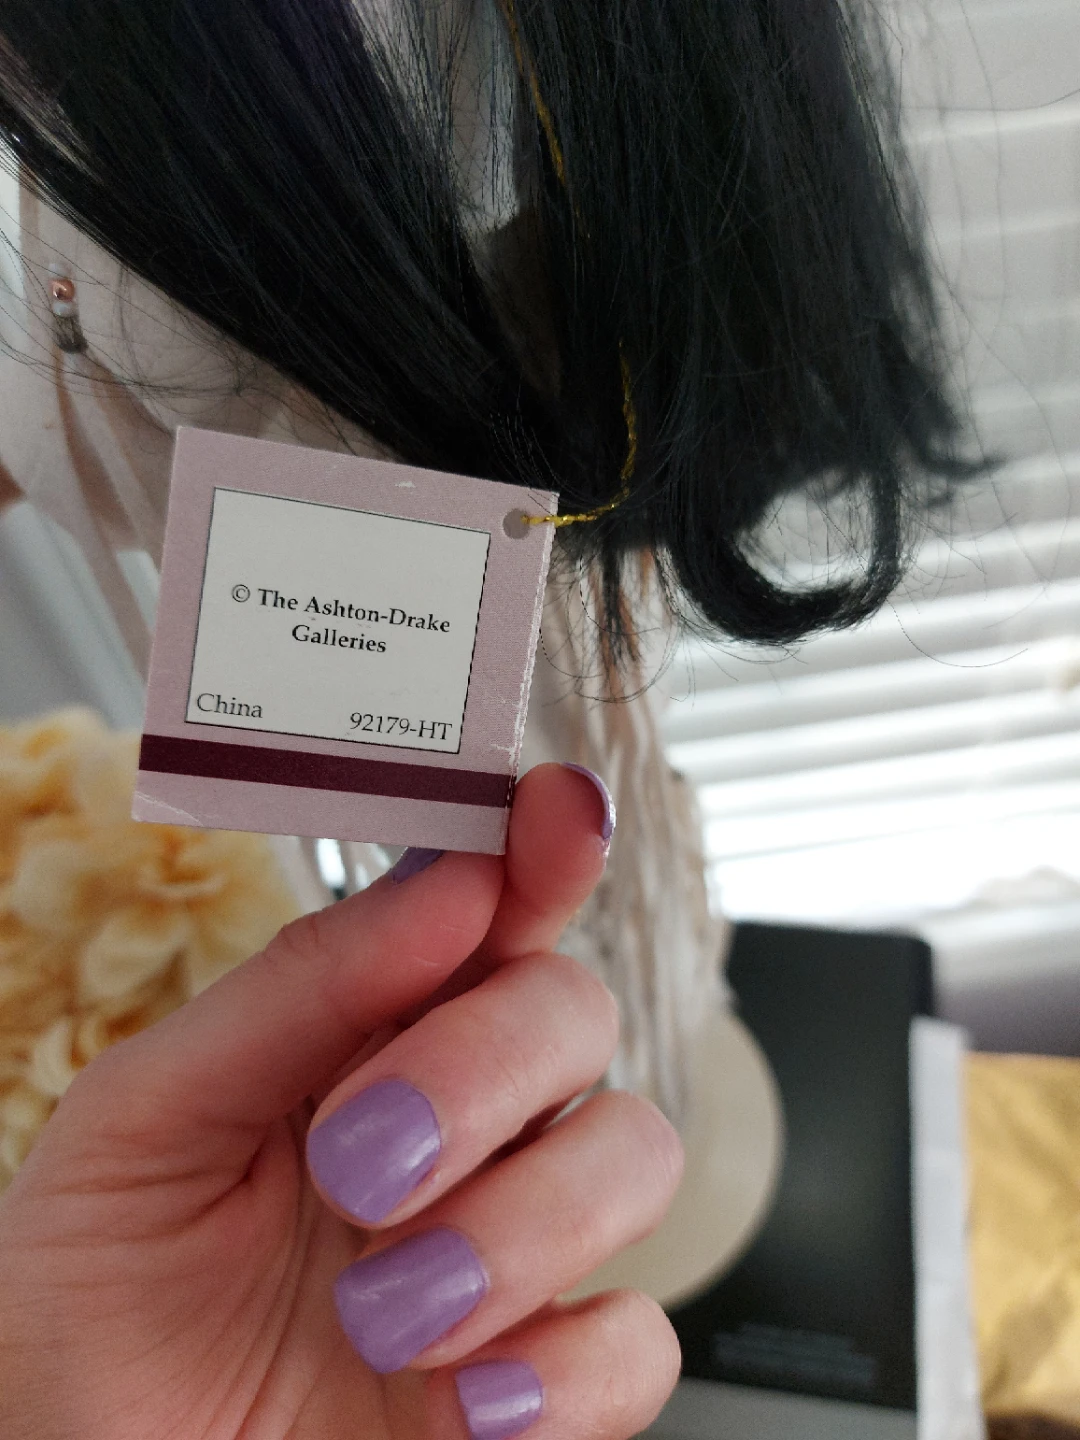 © The Ashton-Drake
Galleries
China
92179-HT